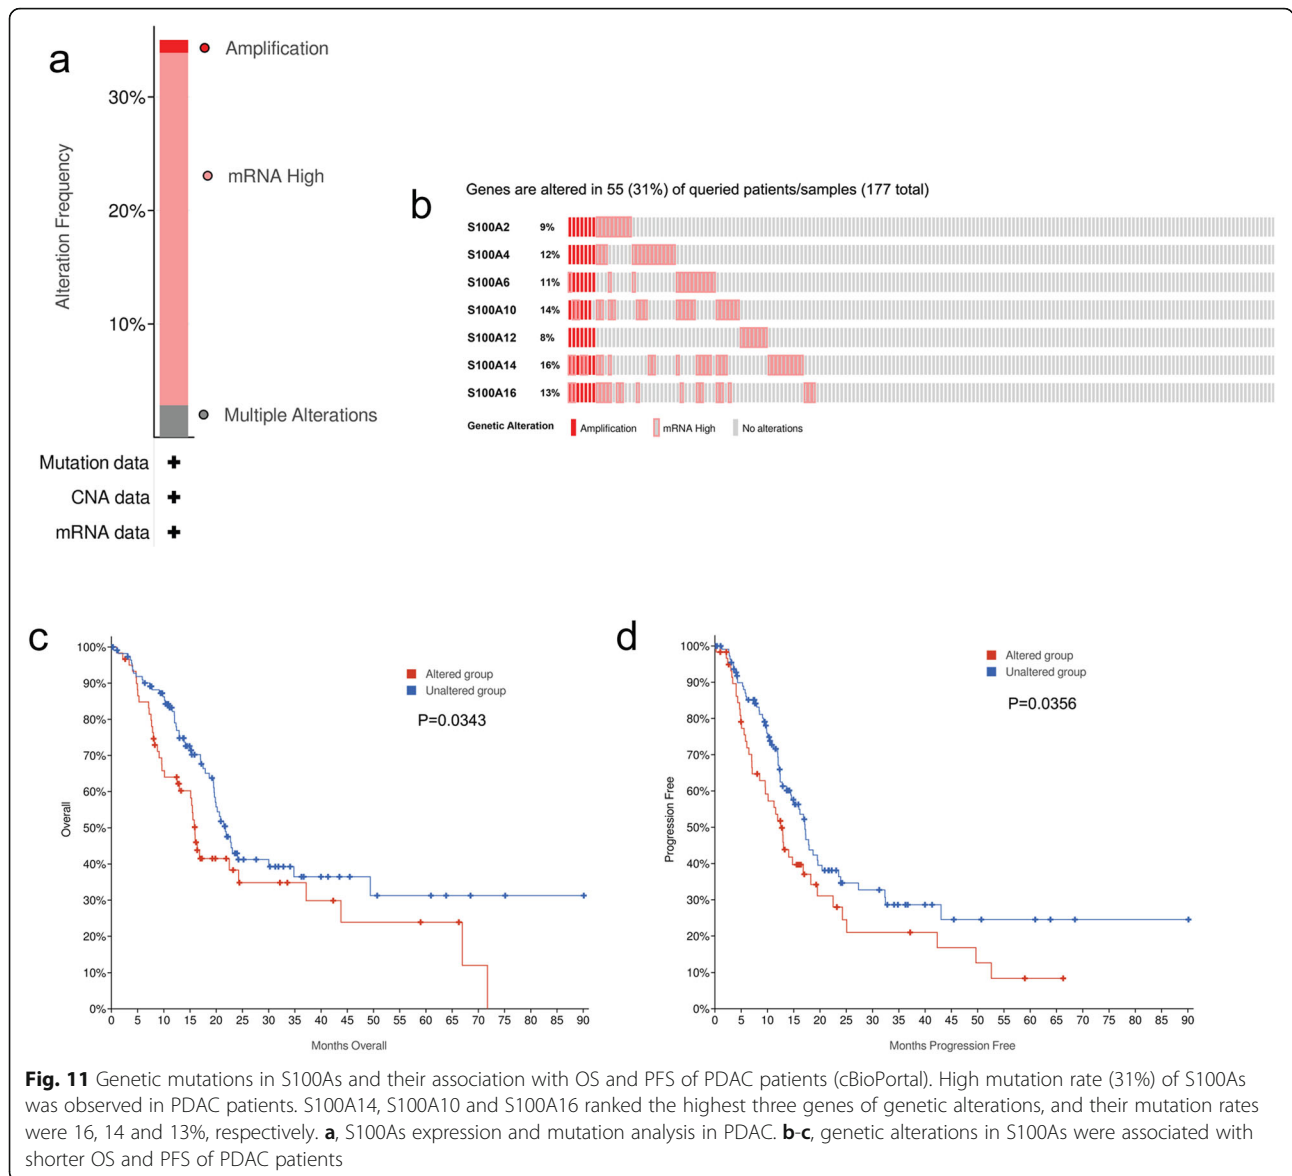 a
Amplification
30%
mRNA High
20%
10%
Multiple Alterations
Alteration Frequency
Mutation data
CNA data
mRNA data
b
Genes are altered in 55 (31%) of queried patients/samples (177 total)
S100A2 9%
S100A4 12%
S100A6 11%
S100A10 14%
S100A12 8%
S100A14 16%
S100A16 13%
Genetic Alteration Amplification mRNA High No alterations
c
100%
90%
80%
70%
60%
50%
40%
30%
20%
10%
0%
Overall
Altered group
Unaltered group
P=0.0343
0 5 10 15 20 25 30 35 40 45 50 55 60 65 70 75 80 85 90
Months Overall
d
100%
90%
80%
70%
60%
50%
40%
30%
20%
10%
0%
Progression Free
Altered group
Unaltered group
P=0.0356
0 5 10 15 20 25 30 35 40 45 50 55 60 65 70 75 80 85 90
Months Progression Free
Fig. 11 Genetic mutations in S100As and their association with OS and PFS of PDAC patients (cBioPortal). High mutation rate (31%) of S100As
was observed in PDAC patients. S100A14, S100A10 and S100A16 ranked the highest three genes of genetic alterations, and their mutation rates
were 16, 14 and 13%, respectively. a, S100As expression and mutation analysis in PDAC. b-c, genetic alterations in S100As were associated with
shorter OS and PFS of PDAC patients